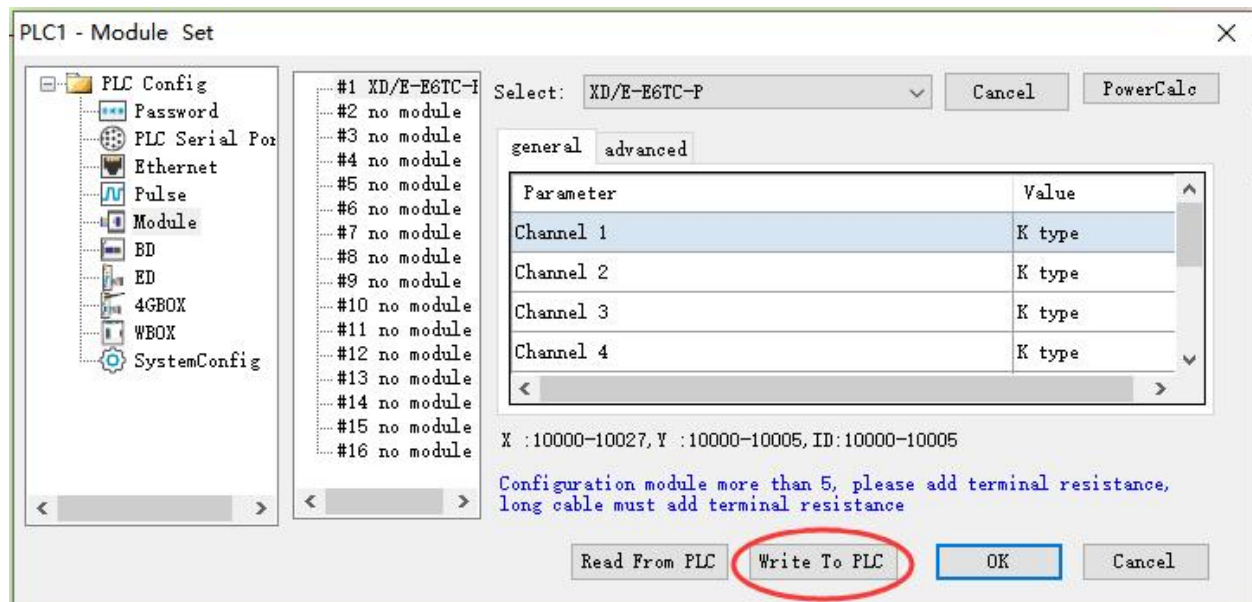 PLC1 - Module Set
PLC Config
Password
PLC Serial Por
Ethernet
Pulse
Module
BD
ED
4GBOX
WBOX
SystemConfig
#1 XD/E-E6TC-P
#2 no module
#3 no module
#4 no module
#5 no module
#6 no module
#7 no module
#8 no module
#9 no module
#10 no module
#11 no module
#12 no module
#13 no module
#14 no module
#15 no module
#16 no module
Select: XD/E-E6TC-P Cancel PowerCalc
general advanced
Parameter Value
Channel 1 K type
Channel 2 K type
Channel 3 K type
Channel 4 K type
X :10000-10027, Y :10000-10005, ID:10000-10005
Configuration module more than 5, please add terminal resistance,
long cable must add terminal resistance
Read From PLC Write To PLC OK Cancel